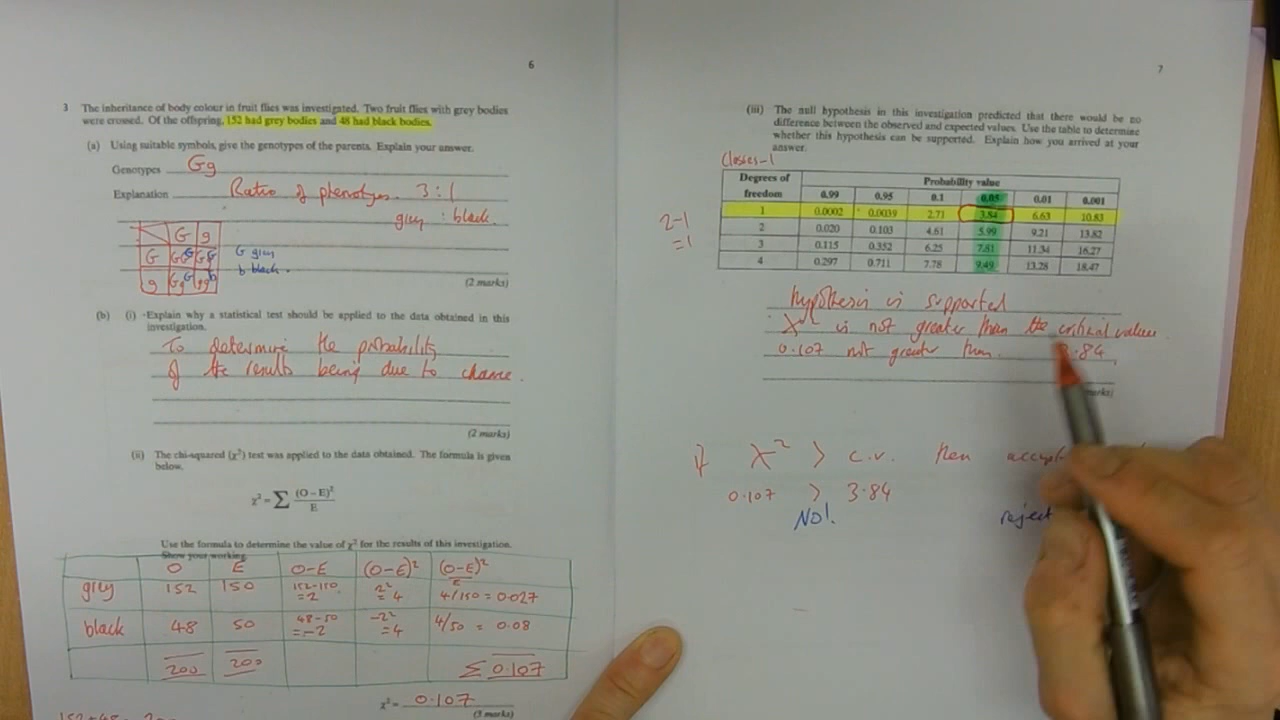 6
3 The inheritance of body colour in fruit flies was investigated. Two fruit flies with grey bodies
were crossed. Of the offspring, 152 had grey bodies and 48 had black bodies.
(a) Using suitable symbols, give the genotypes of the parents. Explain your answer.
Genotypes Gg
Explanation Ratio of phenotypes. 3:1
grey : black
G g
G GG Gg G grey
b black.
g Gg gg
(2 marks)
(b) (i) Explain why a statistical test should be applied to the data obtained in this
investigation.
To determine the probability
of the results being due to chance.
(2 marks)
(ii) The chi-squared (χ²) test was applied to the data obtained. The formula is given
below.
χ² = ∑ (O – E)² / E
Use the formula to determine the value of χ² for the results of this investigation.
Show your working.
O E O-E (O-E)² (O-E)² / E
grey 152 150 152-150 = 2 2² = 4 4/150 = 0.027
black 48 50 48-50 = -2 -2² = 4 4/50 = 0.08
200 200 Σ 0.107
χ² = 0.107
(3 marks)
7
(iii) The null hypothesis in this investigation predicted that there would be no
difference between the observed and expected values. Use the table to determine
whether this hypothesis can be supported. Explain how you arrived at your
answer.
Classes-1
Degrees of freedom Probability value
0.99 0.95 0.1 0.05 0.01 0.001
1 0.0002 0.0039 2.71 3.84 6.63 10.83
2 0.020 0.103 4.61 5.99 9.21 13.82
3 0.115 0.352 6.25 7.81 11.34 16.27
4 0.297 0.711 7.78 9.49 13.28 18.47
2-1
=1
hypothesis is supported
χ² is not greater than the critical value.
0.107 not greater than 3.84
marks)
if χ² > c.v. then accept
0.107 > 3.84
NO! reject